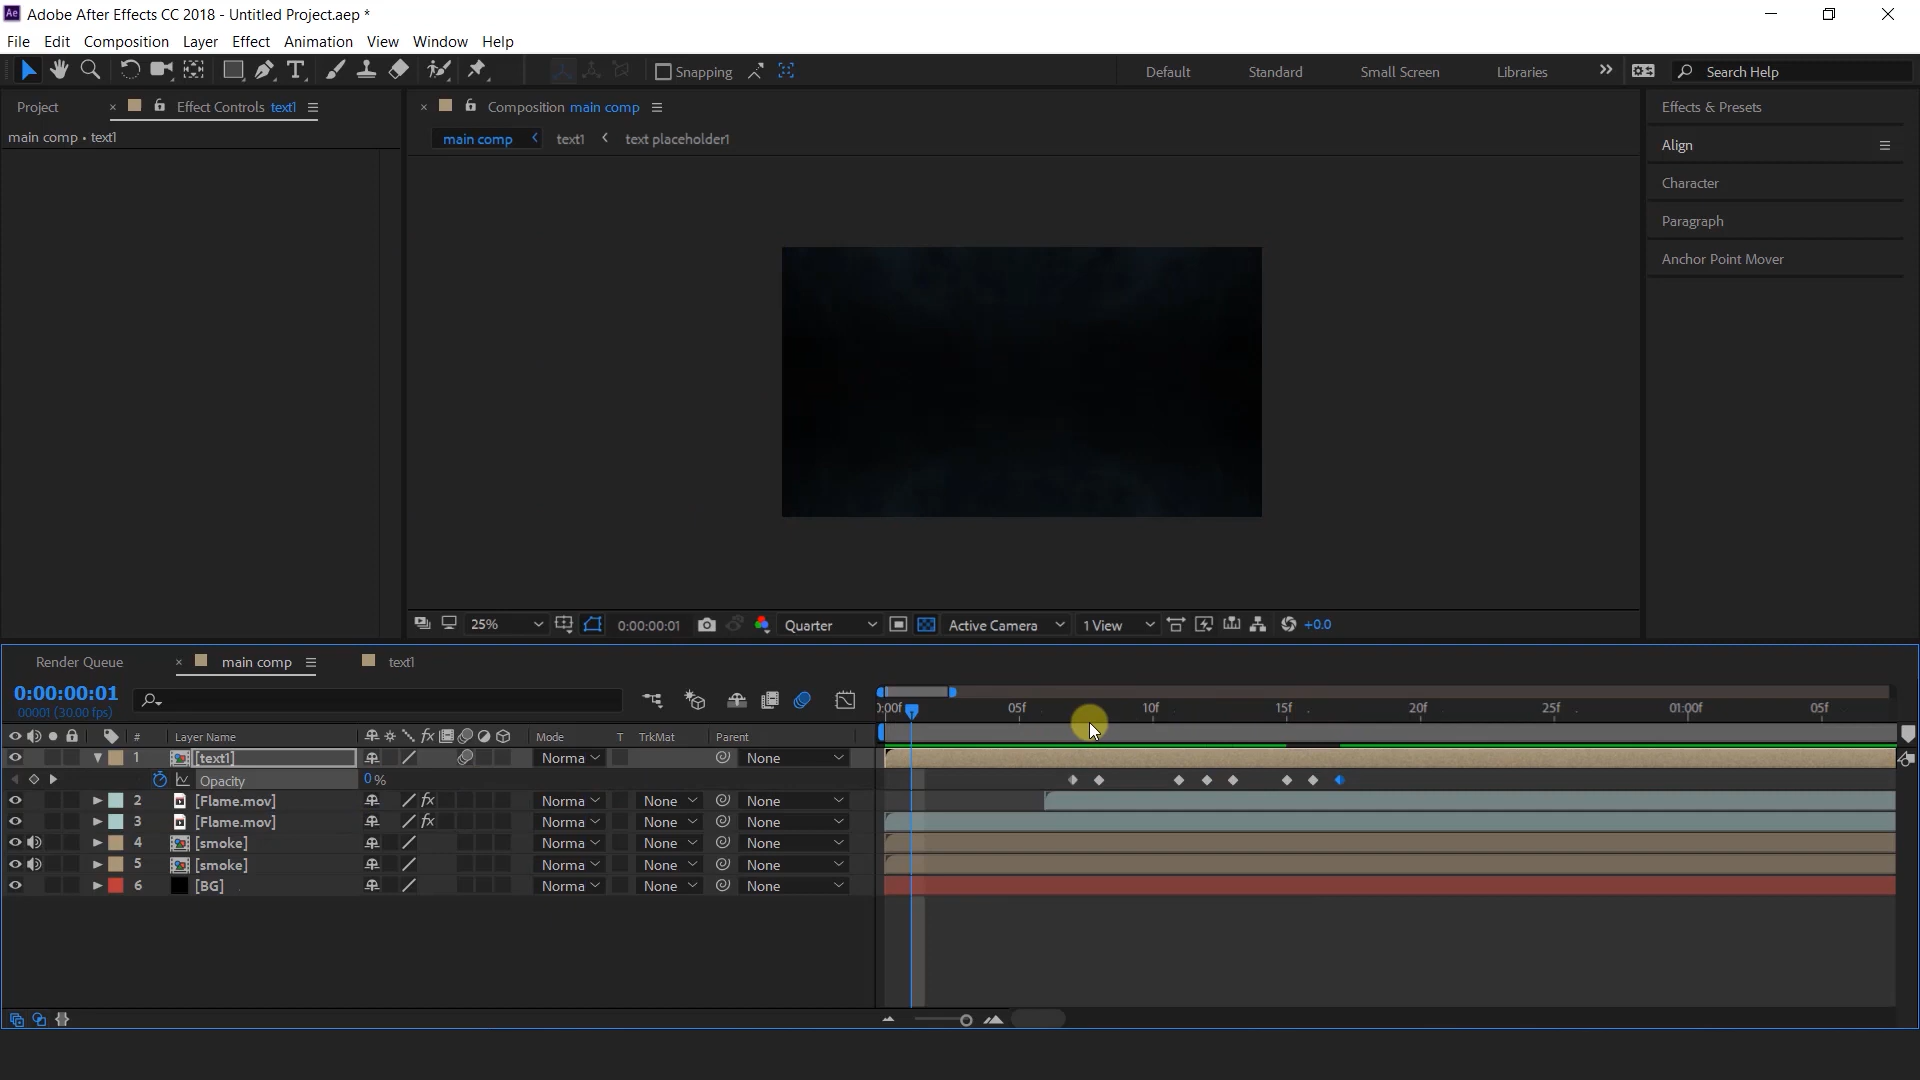 Ae Adobe After Effects CC 2018 - Untitled Project.aep *
File Edit Composition Layer Effect Animation View Window Help
T Snapping Default Standard Small Screen Libraries Search Help
Project × Effect Controls text1 × Composition main comp Effects & Presets
main comp • text1
main comp text1 text placeholder1
Align
Character
Paragraph
Anchor Point Mover
25% 0:00:00:01 Quarter Active Camera 1 View +0.0
Render Queue × main comp text1
0:00:00:01
00001 (30.00 fps)
0:00f 05f 10f 15f 20f 25f 01:00f 05f
# Layer Name fx Mode T TrkMat Parent
1 [text1] Norma None
Opacity 0%
2 [Flame.mov] fx Norma None None
3 [Flame.mov] fx Norma None None
4 [smoke] Norma None None
5 [smoke] Norma None None
6 [BG] Norma None None